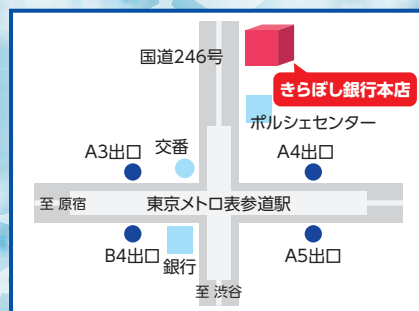 国道246号
きらぼし銀行本店
ポルシェセンター
A3出口
交番
A4出口
至 原宿
東京メトロ表参道駅
B4出口
銀行
A5出口
至 渋谷